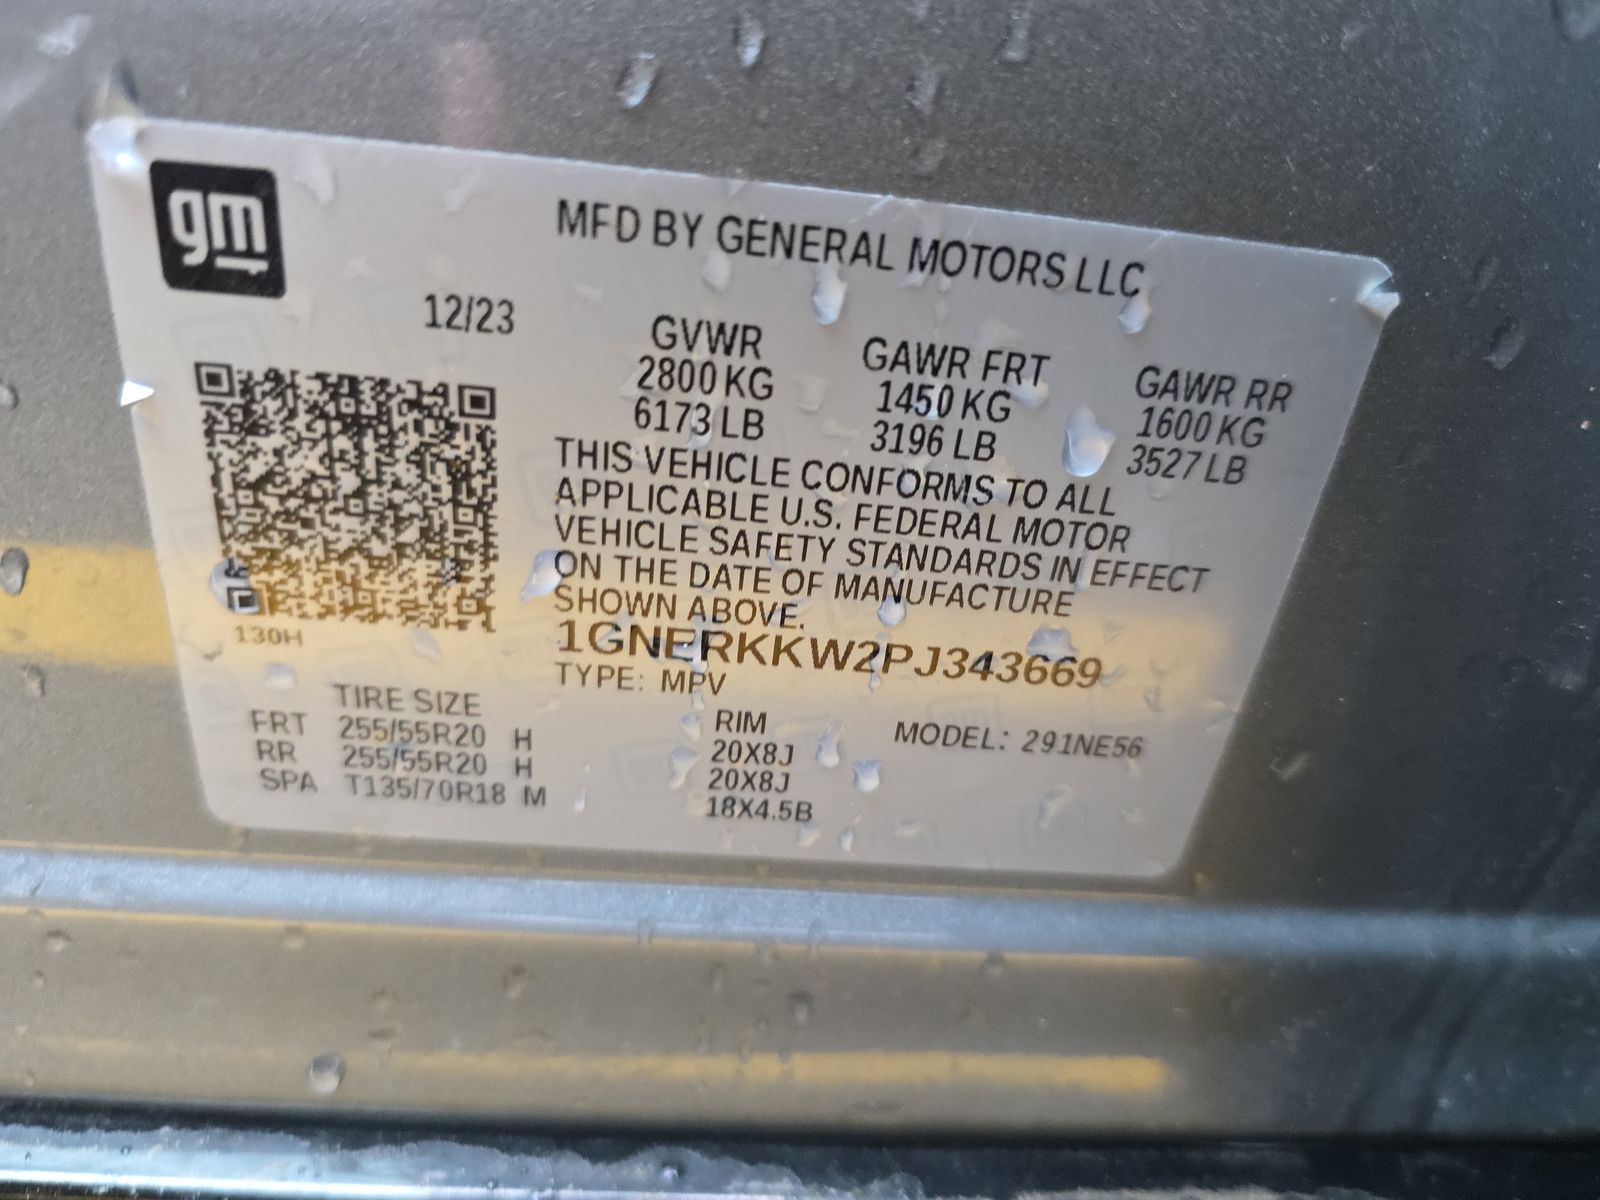 gm
MFD BY GENERAL MOTORS LLC
12/23
GVWR GAWR FRT GAWR RR
2800 KG 1450 KG 1600 KG
6173 LB 3196 LB 3527 LB
THIS VEHICLE CONFORMS TO ALL
APPLICABLE U.S. FEDERAL MOTOR
VEHICLE SAFETY STANDARDS IN EFFECT
ON THE DATE OF MANUFACTURE
SHOWN ABOVE.
1GNERKKW2PJ343669
TYPE: MPV
130H
TIRE SIZE RIM MODEL: 291NE56
FRT 255/55R20 H 20X8J
RR 255/55R20 H 20X8J
SPA T135/70R18 M 18X4.5B